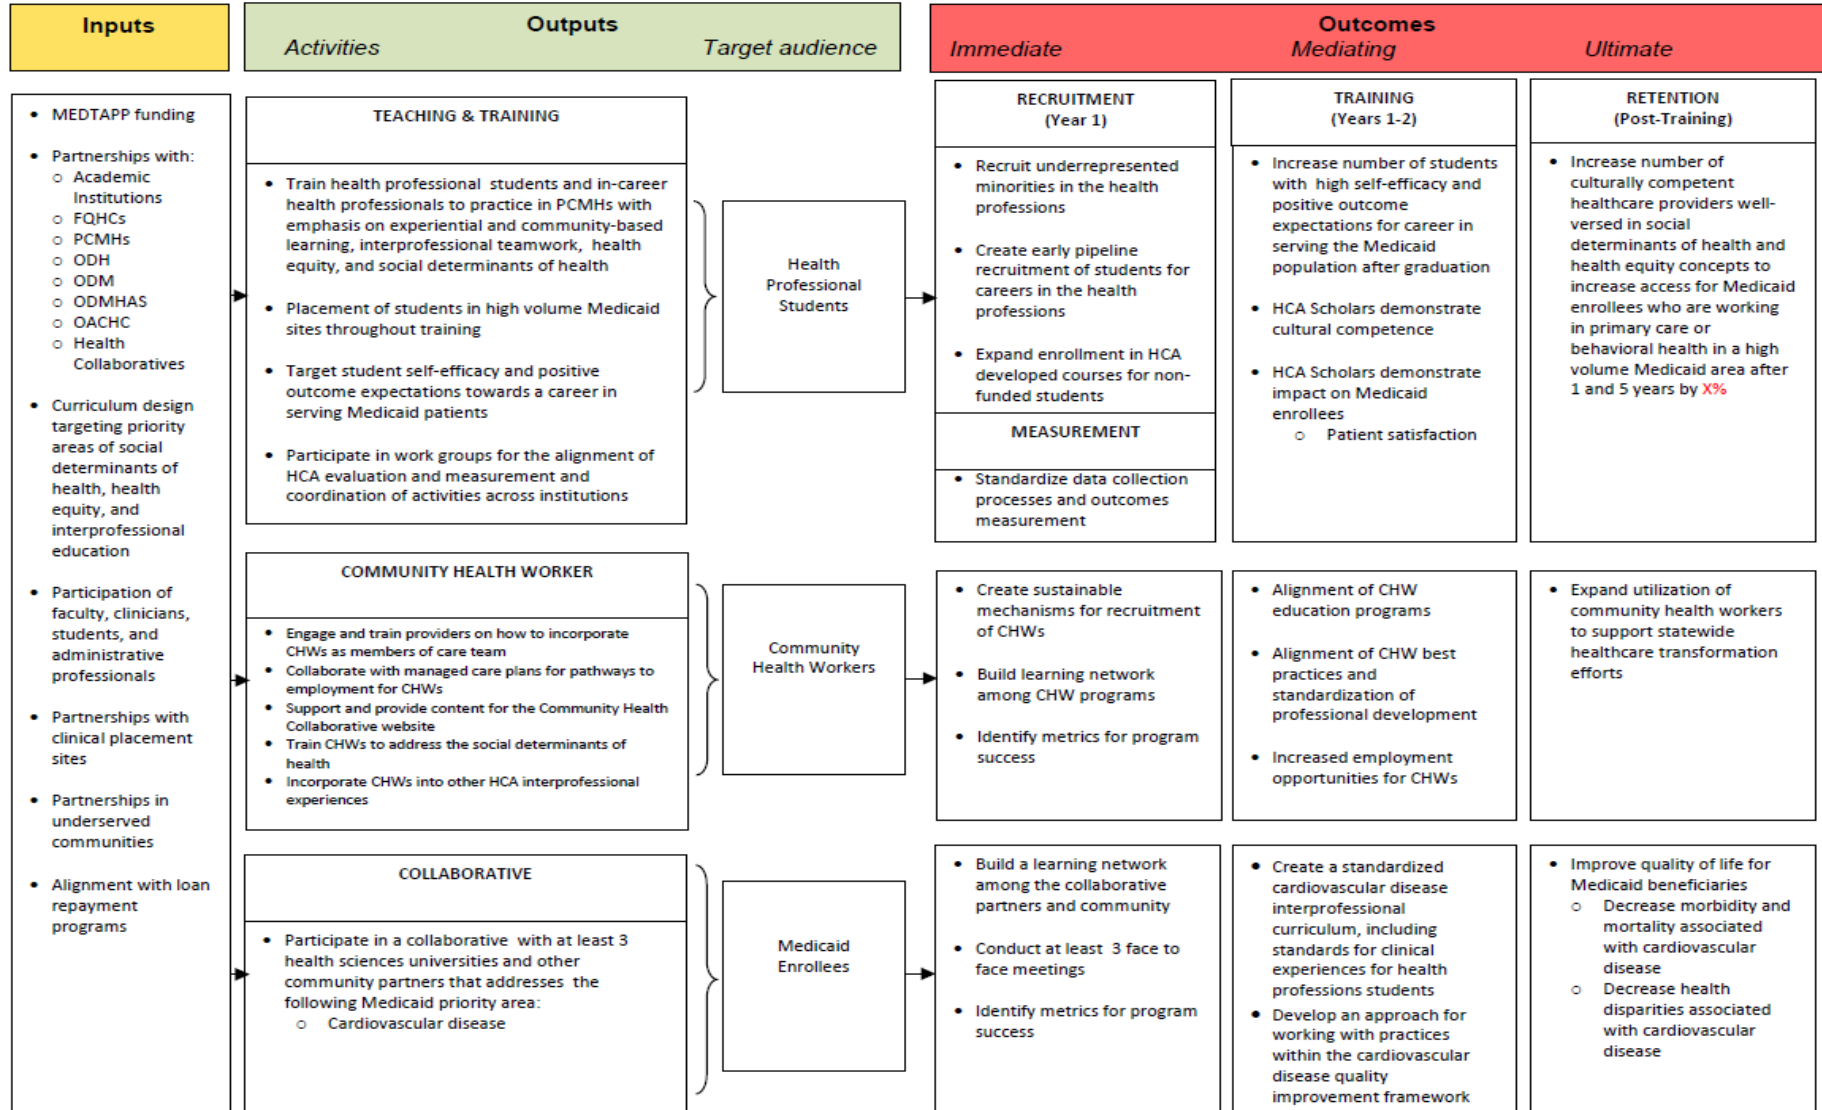 Inputs
Outputs
Activities
Target audience
Outcomes
Immediate
Mediating
Ultimate
• MEDTAPP funding
• Partnerships with:
o Academic
Institutions
o FQHCs
o PCMHs
o ODH
o ODM
o ODMHAS
o OACHC
o Health
Collaboratives
• Curriculum design
targeting priority
areas of social
determinants of
health, health
equity, and
interprofessional
education
• Participation of
faculty, clinicians,
students, and
administrative
professionals
• Partnerships with
clinical placement
sites
• Partnerships in
underserved
communities
• Alignment with loan
repayment
programs
TEACHING & TRAINING
• Train health professional students and in-career
health professionals to practice in PCMHs with
emphasis on experiential and community-based
learning, interprofessional teamwork, health
equity, and social determinants of health
• Placement of students in high volume Medicaid
sites throughout training
• Target student self-efficacy and positive
outcome expectations towards a career in
serving Medicaid patients
• Participate in work groups for the alignment of
HCA evaluation and measurement and
coordination of activities across institutions
Health
Professional
Students
RECRUITMENT
(Year 1)
• Recruit underrepresented
minorities in the health
professions
• Create early pipeline
recruitment of students for
careers in the health
professions
• Expand enrollment in HCA
developed courses for non-
funded students
MEASUREMENT
• Standardize data collection
processes and outcomes
measurement
TRAINING
(Years 1-2)
• Increase number of students
with high self-efficacy and
positive outcome
expectations for career in
serving the Medicaid
population after graduation
• HCA Scholars demonstrate
cultural competence
• HCA Scholars demonstrate
impact on Medicaid
enrollees
o Patient satisfaction
RETENTION
(Post-Training)
• Increase number of
culturally competent
healthcare providers well-
versed in social
determinants of health and
health equity concepts to
increase access for Medicaid
enrollees who are working
in primary care or
behavioral health in a high
volume Medicaid area after
1 and 5 years by X%
COMMUNITY HEALTH WORKER
• Engage and train providers on how to incorporate
CHWs as members of care team
• Collaborate with managed care plans for pathways to
employment for CHWs
• Support and provide content for the Community Health
Collaborative website
• Train CHWs to address the social determinants of
health
• Incorporate CHWs into other HCA interprofessional
experiences
Community
Health Workers
• Create sustainable
mechanisms for recruitment
of CHWs
• Build learning network
among CHW programs
• Identify metrics for program
success
• Alignment of CHW
education programs
• Alignment of CHW best
practices and
standardization of
professional development
• Increased employment
opportunities for CHWs
• Expand utilization of
community health workers
to support statewide
healthcare transformation
efforts
COLLABORATIVE
• Participate in a collaborative with at least 3
health sciences universities and other
community partners that addresses the
following Medicaid priority area:
o Cardiovascular disease
Medicaid
Enrollees
• Build a learning network
among the collaborative
partners and community
• Conduct at least 3 face to
face meetings
• Identify metrics for program
success
• Create a standardized
cardiovascular disease
interprofessional
curriculum, including
standards for clinical
experiences for health
professions students
• Develop an approach for
working with practices
within the cardiovascular
disease quality
improvement framework
• Improve quality of life for
Medicaid beneficiaries
o Decrease morbidity and
mortality associated
with cardiovascular
disease
o Decrease health
disparities associated
with cardiovascular
disease